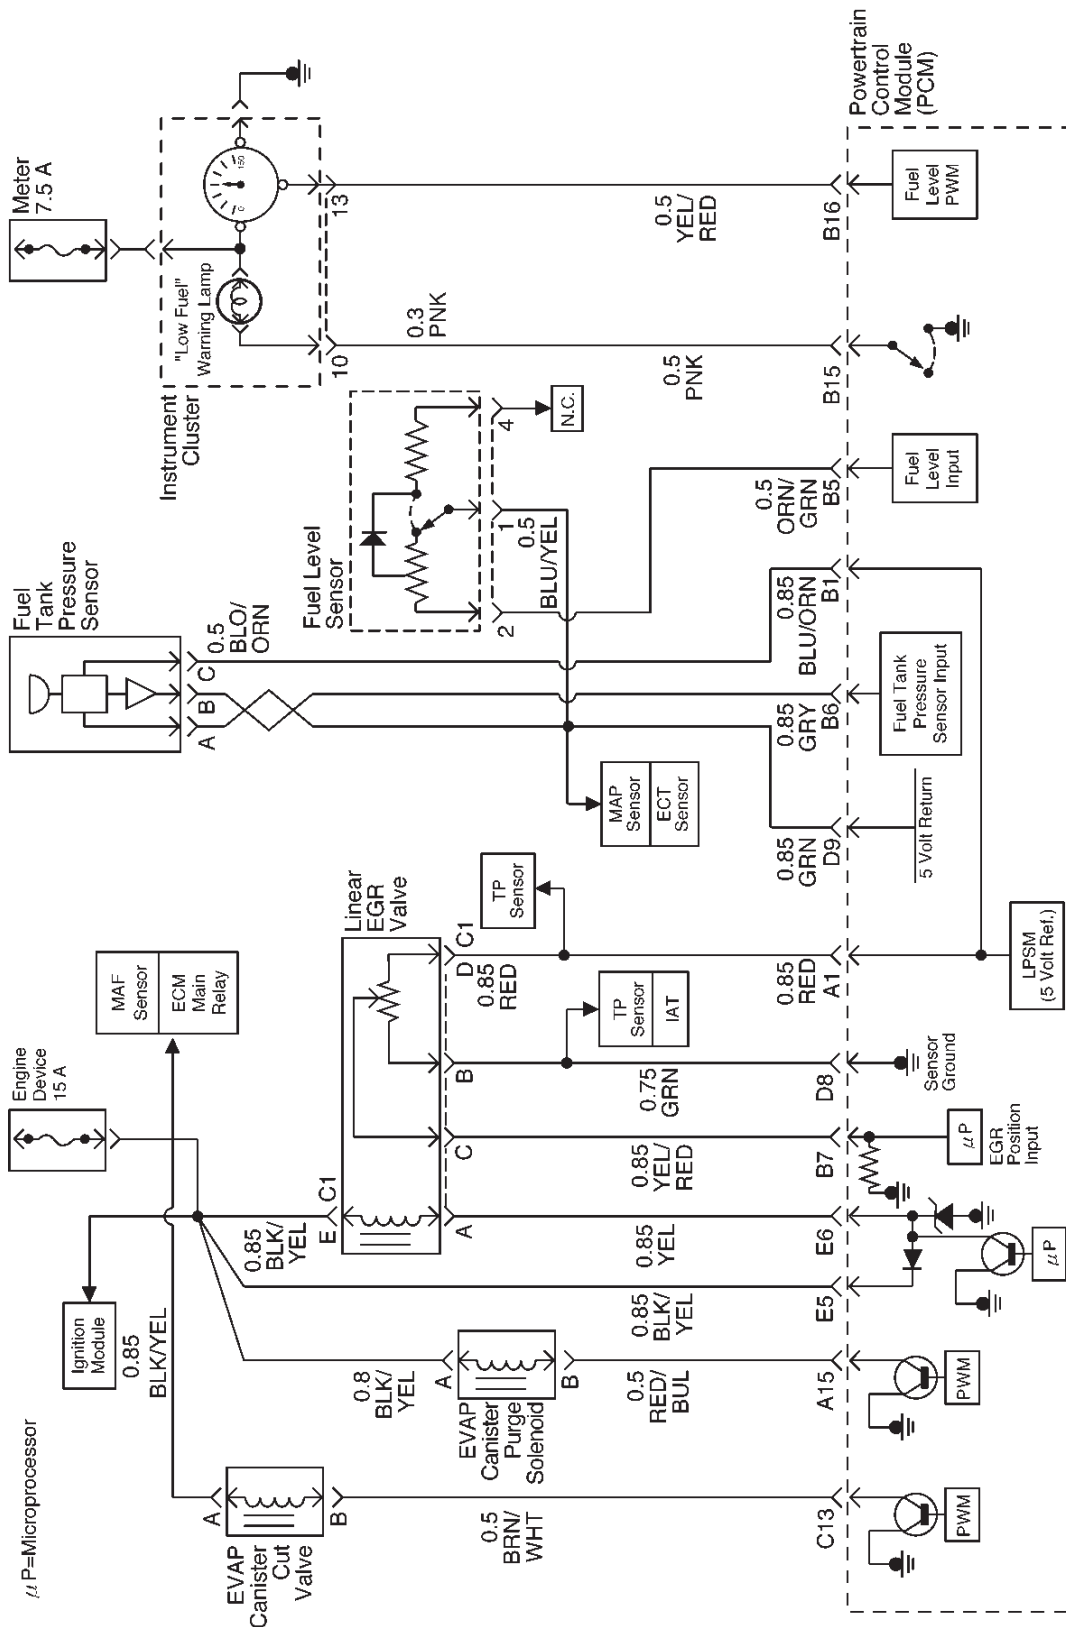 μ P=Microprocessor
Meter
7.5 A
Instrument
Cluster
"Low Fuel"
Warning Lamp
0
150
10
13
0.3
PNK
0.5
PNK
B15
0.5
YEL/
RED
B16
Powertrain
Control
Module
(PCM)
Fuel
Level
PWM
Fuel
Tank
Pressure
Sensor
A
B
C
0.5
BLO/
ORN
Fuel Level
Sensor
2
1
4
N.C.
0.5
BLU/YEL
0.5
ORN/
GRN
B5
Fuel
Level
Input
0.85
BLU/ORN
B1
0.85
GRY
B6
Fuel Tank
Pressure
Sensor Input
0.85
GRN
D9
5 Volt Return
MAP
Sensor
ECT
Sensor
MAF
Sensor
ECM
Main
Relay
Engine
Device
15 A
Linear
EGR
Valve
TP
Sensor
C1
D
0.85
RED
0.85
RED
A1
LPSM
(5 Volt Ref.)
TP
Sensor
IAT
B
0.75
GRN
D8
Sensor
Ground
C
0.85
YEL/
RED
B7
μ P
EGR
Position
Input
C1
E
0.85
BLK/
YEL
A
0.85
YEL
E6
μ P
0.85
BLK/
YEL
E5
Ignition
Module
0.85
BLK/YEL
0.8
BLK/
YEL
A
B
EVAP
Canister
Purge
Solenoid
0.5
RED/
BUL
A15
PWM
A
B
EVAP
Canister
Cut
Valve
0.5
BRN/
WHT
C13
PWM